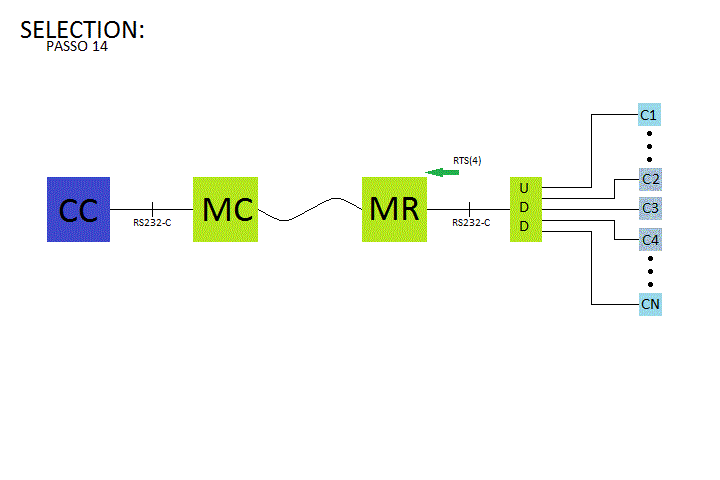 SELECTION:
PASSO 14
C1
RTS(4)
C2
U
D
D
CC
MC
MR
C3
RS232-C
RS232-C
C4
CN